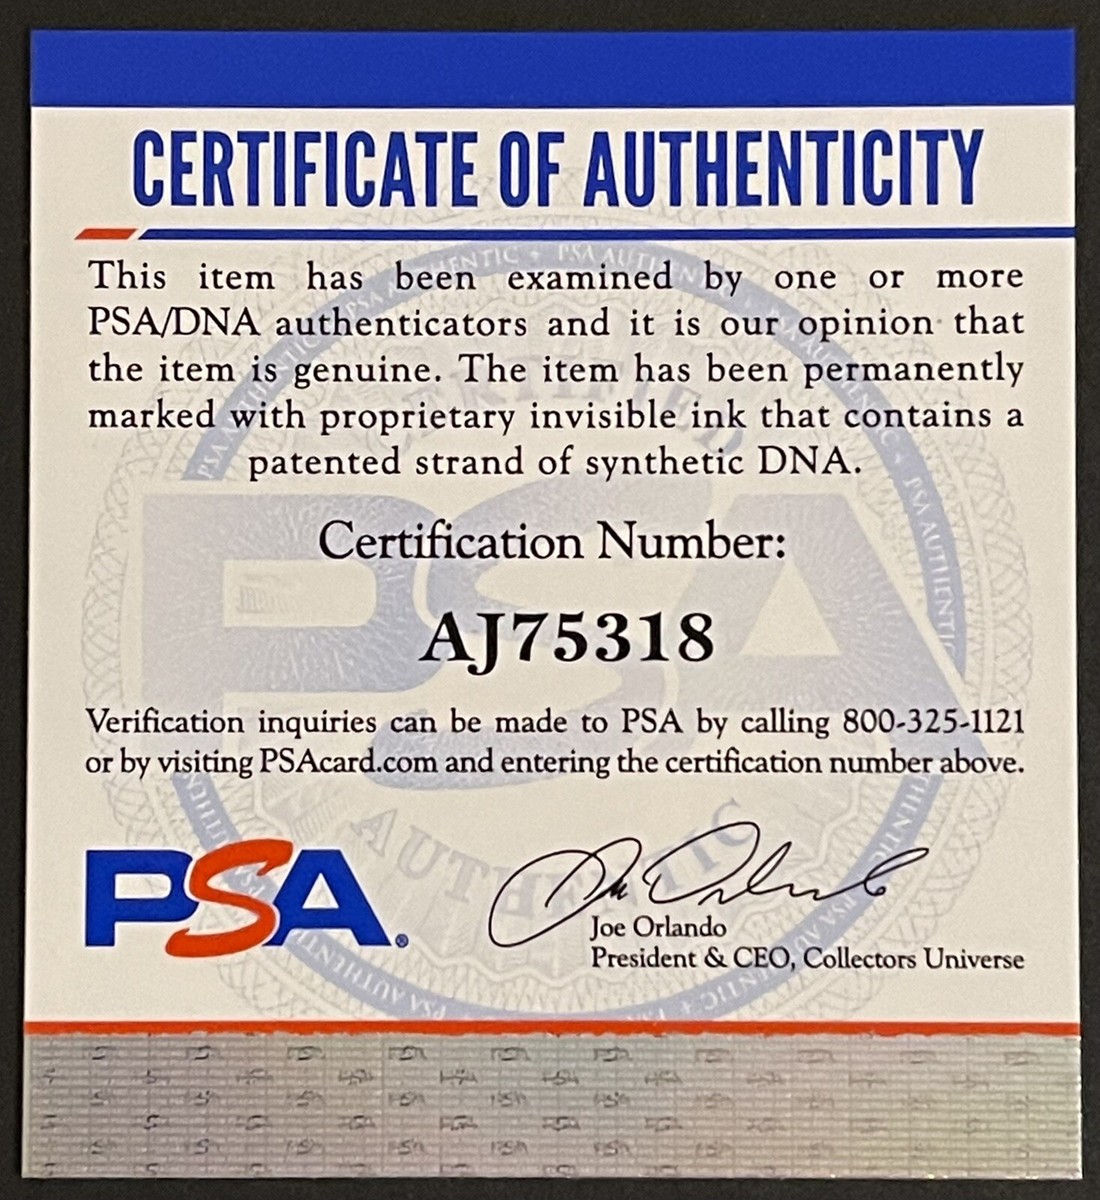 CERTIFICATE OF AUTHENTICITY
This item has been examined by one or more
PSA/DNA authenticators and it is our opinion that
the item is genuine. The item has been permanently
marked with proprietary invisible ink that contains a
patented strand of synthetic DNA.
Certification Number:
AJ75318
Verification inquiries can be made to PSA by calling 800-325-1121
or by visiting PSAcard.com and entering the certification number above.
PSA®
Joe Orlando
President & CEO, Collectors Universe
PSA
AUTHENTIC